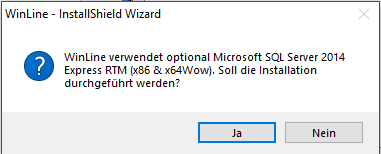 WinLine - InstallShield Wizard
WinLine verwendet optional Microsoft SQL Server 2014
Express RTM (x86 & x64Wow). Soll die Installation
durchgeführt werden?
Ja
Nein